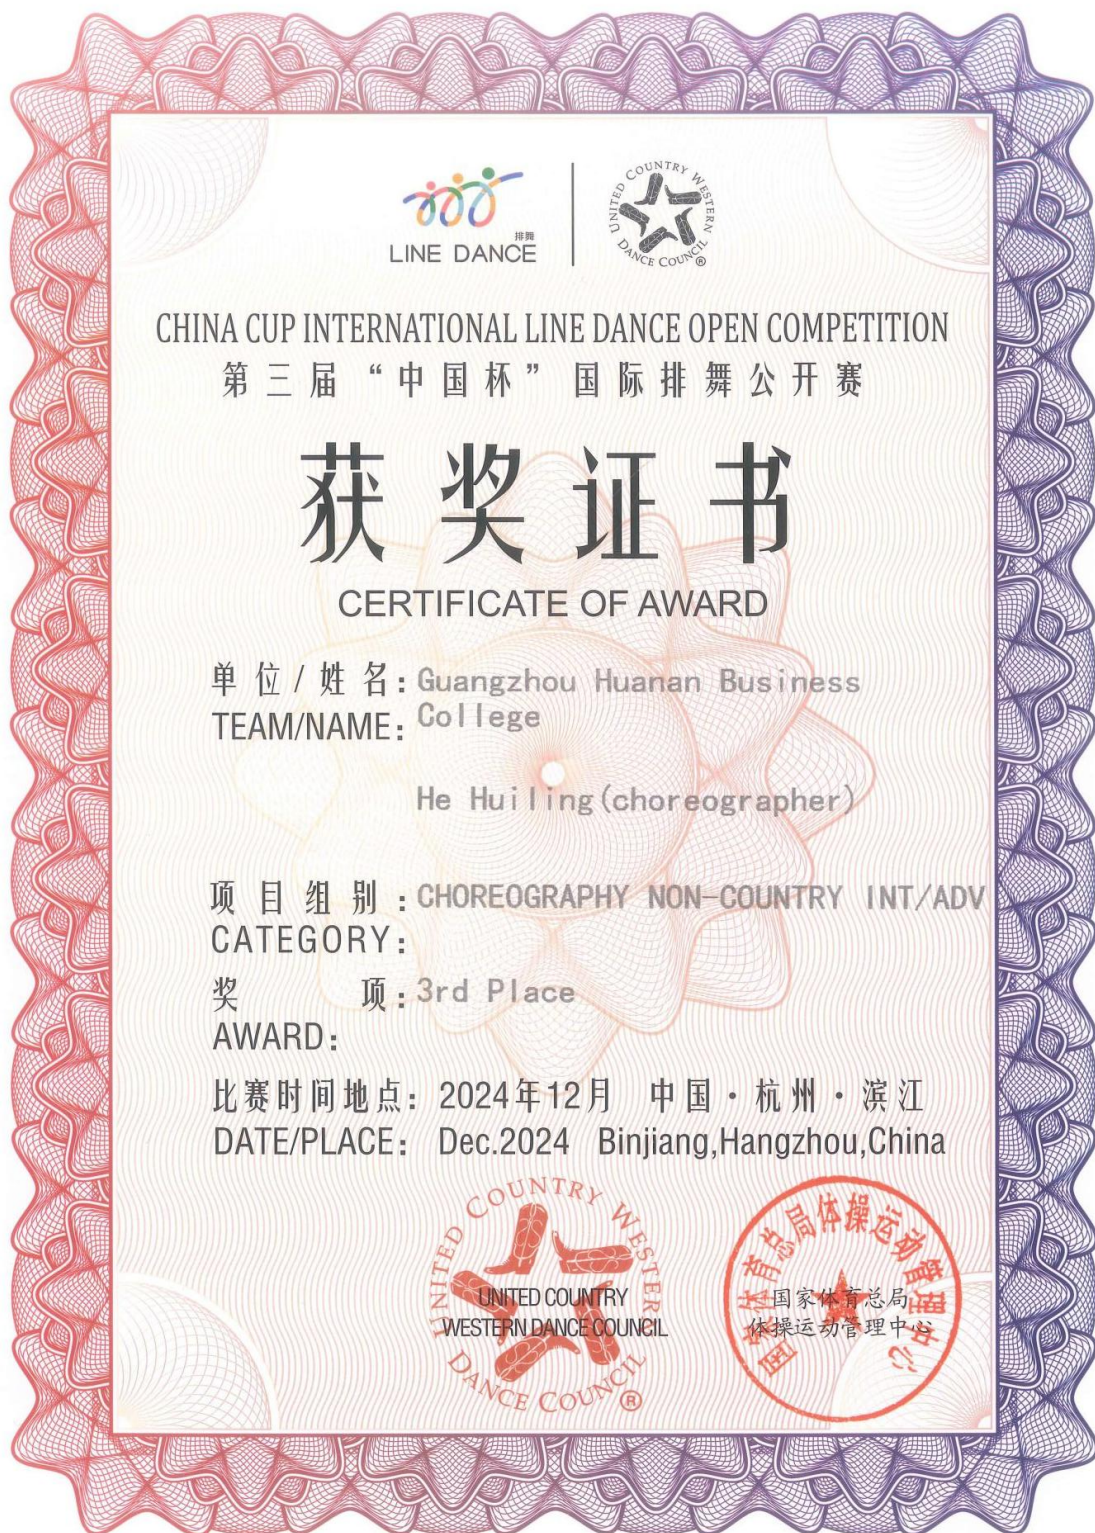 排舞
LINE DANCE
UNITED COUNTRY WESTERN DANCE COUNCIL®
CHINA CUP INTERNATIONAL LINE DANCE OPEN COMPETITION
第三届“中国杯”国际排舞公开赛
获奖证书
CERTIFICATE OF AWARD
单位/姓名: Guangzhou Huanan Business
TEAM/NAME: College
He Huiling(choreographer)
项目组别: CHOREOGRAPHY NON-COUNTRY INT/ADV
CATEGORY:
奖项: 3rd Place
AWARD:
比赛时间地点: 2024年12月 中国·杭州·滨江
DATE/PLACE: Dec.2024 Binjiang,Hangzhou,China
UNITED COUNTRY WESTERN DANCE COUNCIL®
UNITED COUNTRY
WESTERN DANCE COUNCIL
国家体育总局体操运动管理中心
国家体育总局
体操运动管理中心